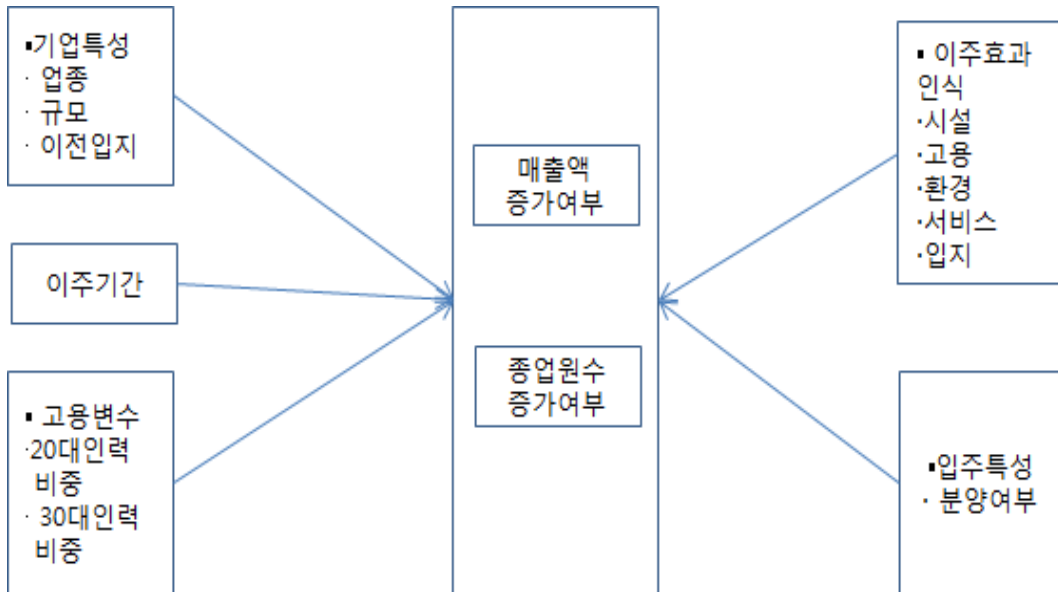 ▪기업특성
· 업종
· 규모
· 이전입지
이주기간
▪ 고용변수
·20대인력
비중
· 30대인력
비중
매출액
증가여부
종업원수
증가여부
▪ 이주효과
인식
·시설
·고용
·환경
·서비스
·입지
▪입주특성
· 분양여부